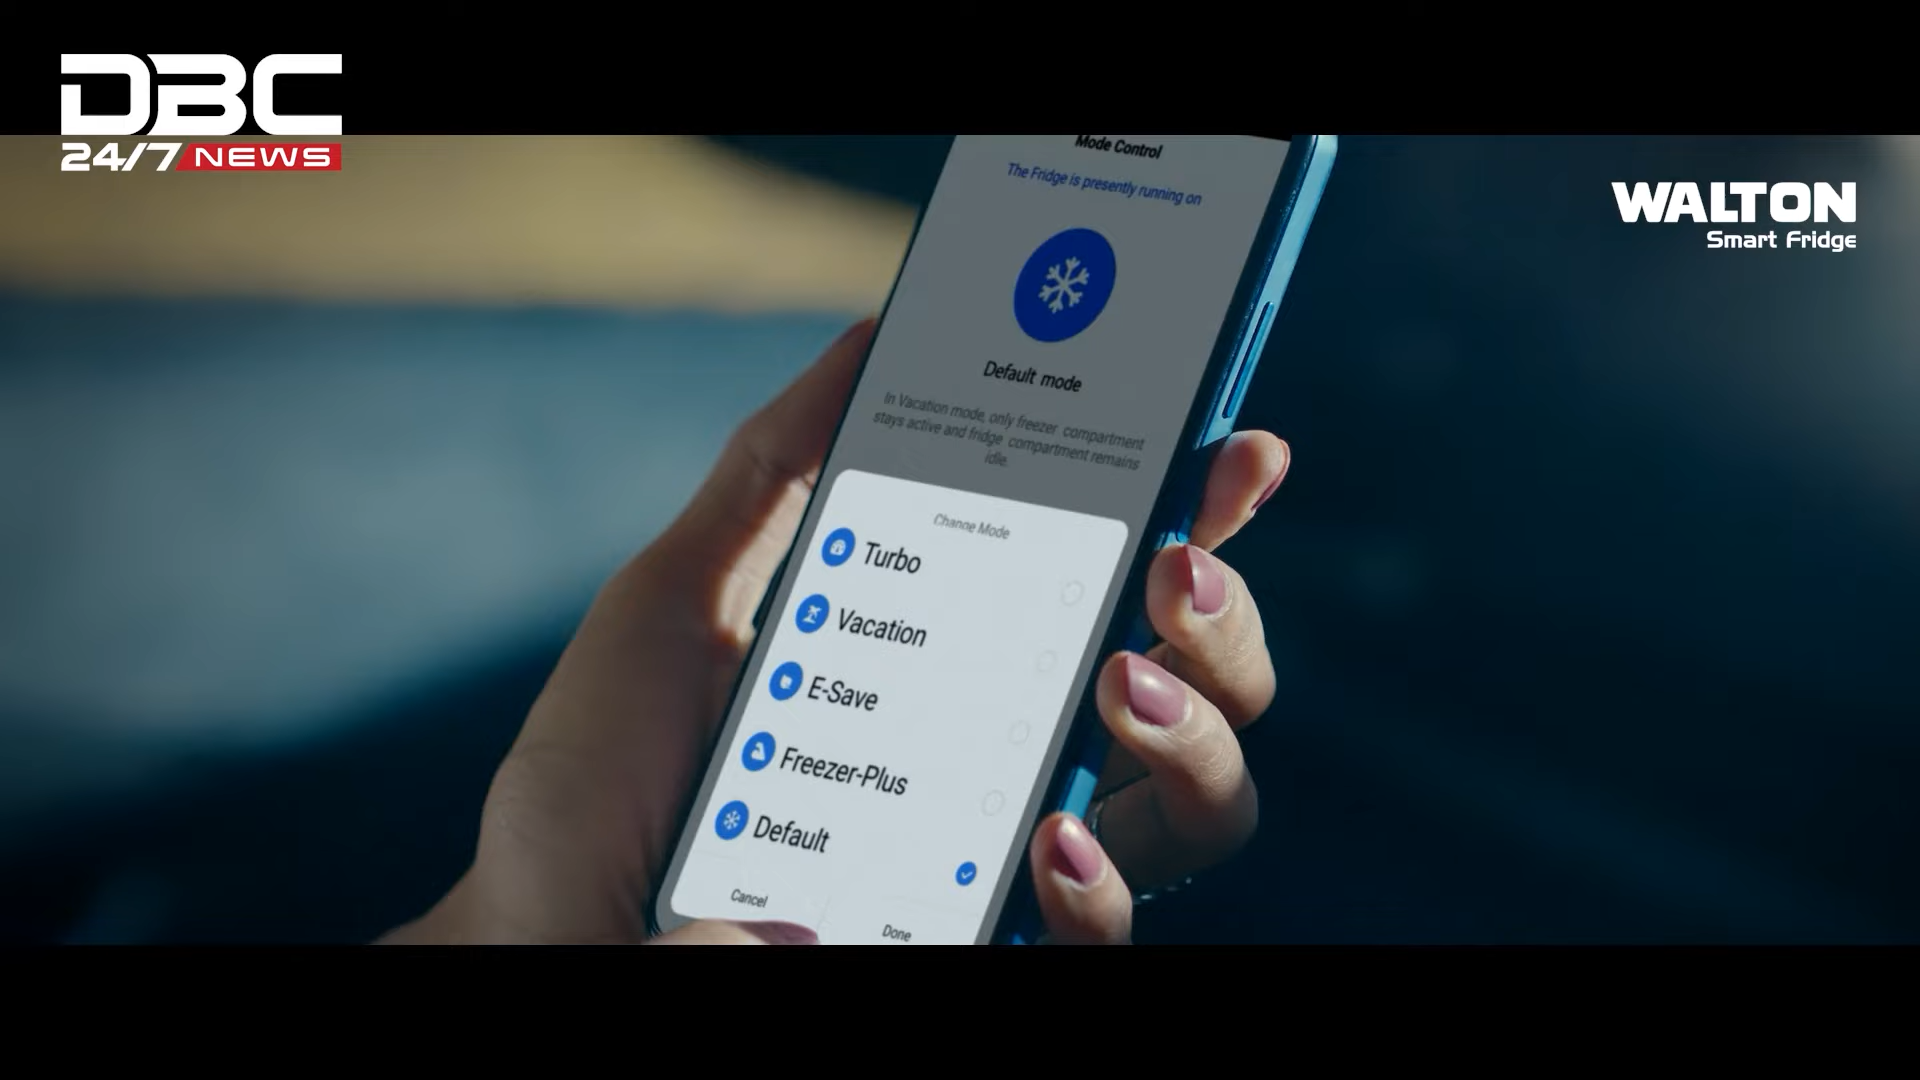 DBC
24/7 NEWS
WALTON
Smart Fridge
Mode Control
The Fridge is presently running on
Default mode
In Vacation mode, only freezer compartment
stays active and fridge compartment remains
idle.
Change Mode
Turbo
Vacation
E-Save
Freezer-Plus
Default
Cancel
Done